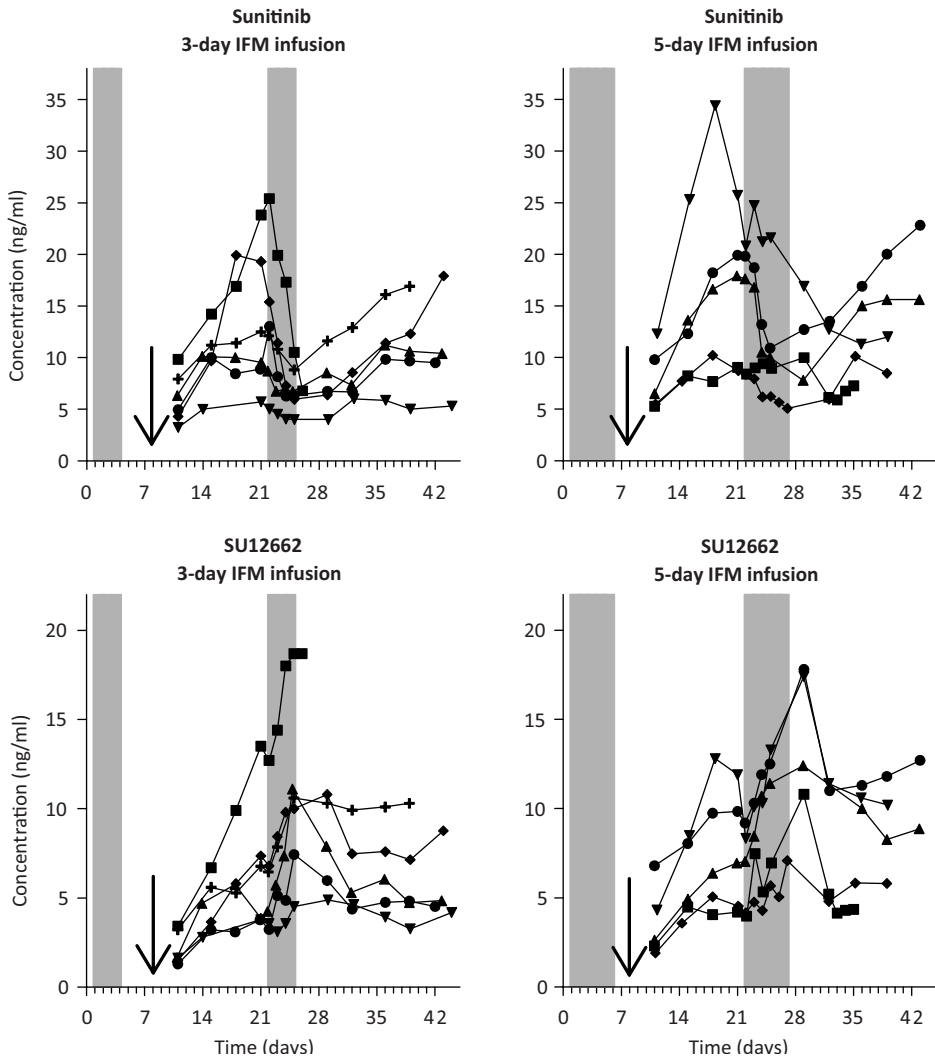 Sunitinib
3-day IFM infusion
Concentration (ng/ml)
35
30
25
20
15
10
5
0
0 7 14 21 28 35 42
Sunitinib
5-day IFM infusion
35
30
25
20
15
10
5
0
0 7 14 21 28 35 42
SU12662
3-day IFM infusion
Concentration (ng/ml)
20
15
10
5
0
0 7 14 21 28 35 42
Time (days)
SU12662
5-day IFM infusion
20
15
10
5
0
0 7 14 21 28 35 42
Time (days)